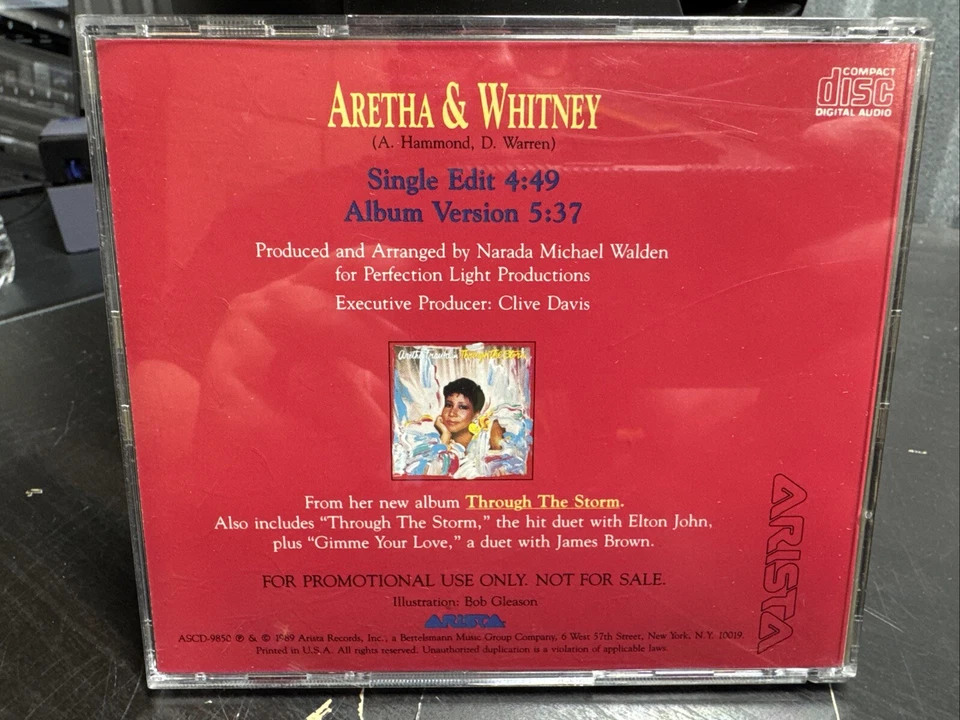 ARETHA & WHITNEY
COMPACT
disc
DIGITAL AUDIO
(A. Hammond, D. Warren)
Single Edit 4:49
Album Version 5:37
Produced and Arranged by Narada Michael Walden
for Perfection Light Productions
Executive Producer: Clive Davis
Aretha Franklin Through The Storm
From her new album Through The Storm.
Also includes “Through The Storm,” the hit duet with Elton John,
plus “Gimme Your Love,” a duet with James Brown.
FOR PROMOTIONAL USE ONLY. NOT FOR SALE.
Illustration: Bob Gleason
ARISTA
ARISTA
ASCD-9850 ℗ & © 1989 Arista Records, Inc., a Bertelsmann Music Group Company, 6 West 57th Street, New York, N.Y. 10019.
Printed in U.S.A. All rights reserved. Unauthorized duplication is a violation of applicable laws.